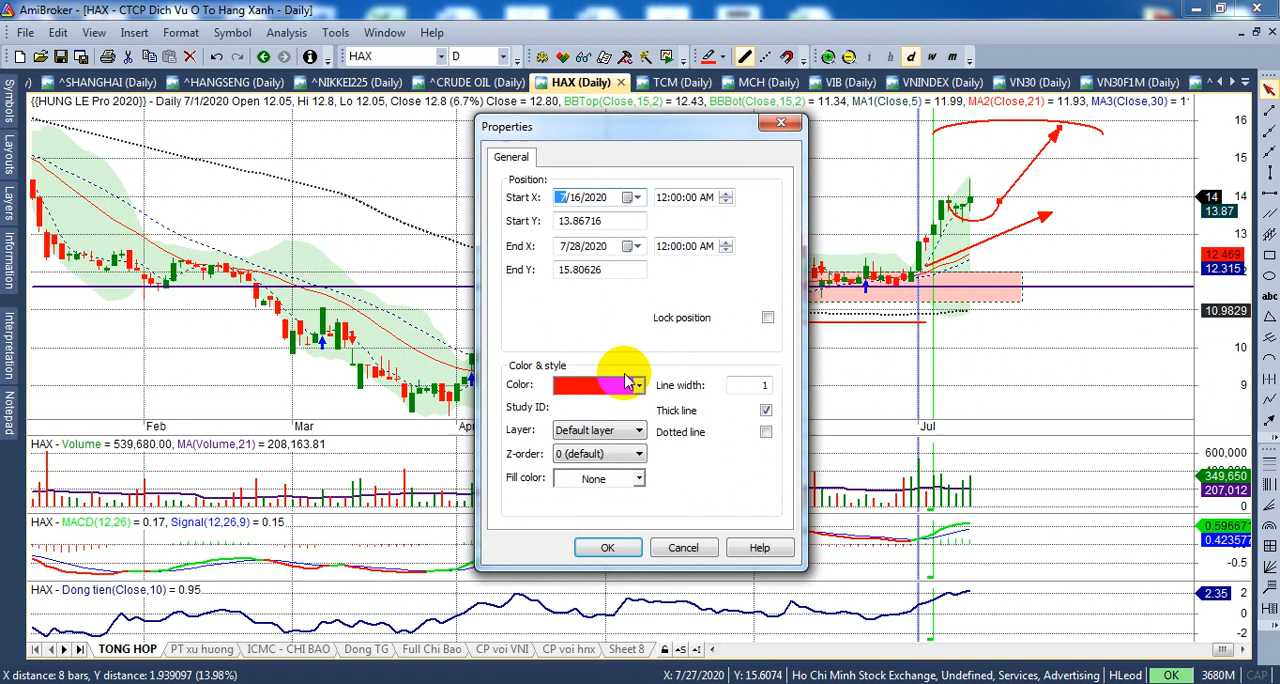 AmiBroker - [HAX - CTCP Dich Vu O To Hang Xanh - Daily]
File Edit View Insert Format Symbol Analysis Tools Window Help
HAX D d w m
^SHANGHAI (Daily) ^HANGSENG (Daily) ^NIKKEI225 (Daily) ^CRUDE OIL (Daily) HAX (Daily) TCM (Daily) MCH (Daily) VIB (Daily) VNINDEX (Daily) VN30 (Daily) VN30F1M (Daily)
{{HUNG LE Pro 2020}} - Daily 7/1/2020 Open 12.05, Hi 12.8, Lo 12.05, Close 12.8 (6.7%) Close = 12.80, BBTop(Close,15,2) = 12.43, BBBot(Close,15,2) = 11.34, MA1(Close,5) = 11.99, MA2(Close,21) = 11.93, MA3(Close,30) = 1
Symbols
Layouts
Layers
Information
Interpretation
Notepad
Properties
General
Position:
Start X: 7/16/2020 12:00:00 AM
Start Y: 13.86716
End X: 7/28/2020 12:00:00 AM
End Y: 15.80626
Lock position
Color & style
Color: Line width: 1
Study ID: Thick line
Layer: Default layer Dotted line
Z-order: 0 (default)
Fill color: None
OK Cancel Help
16
15
14
14
13.87
13
12.469
12.315
12
10.9829
10
9
Feb Mar Ap Jul
HAX - Volume = 539,680.00, MA(Volume,21) = 208,163.81
600,000
349,650
207,012
HAX - MACD(12,26) = 0.17, Signal(12,26,9) = 0.15
0.596671
0.423577
-0.5
HAX - Dong tien(Close,10) = 0.95
2.35
2
0
-2
TONG HOP PT xu huong ICMC - CHI BAO Dong TG Full Chi Bao CP voi VNI CP voi hnx Sheet 8
X distance: 8 bars, Y distance: 1.939097 (13.98%) X: 7/27/2020 Y: 15.6074 Ho Chi Minh Stock Exchange, Undefined, Services, Advertising HLeod OK 3680M CAP